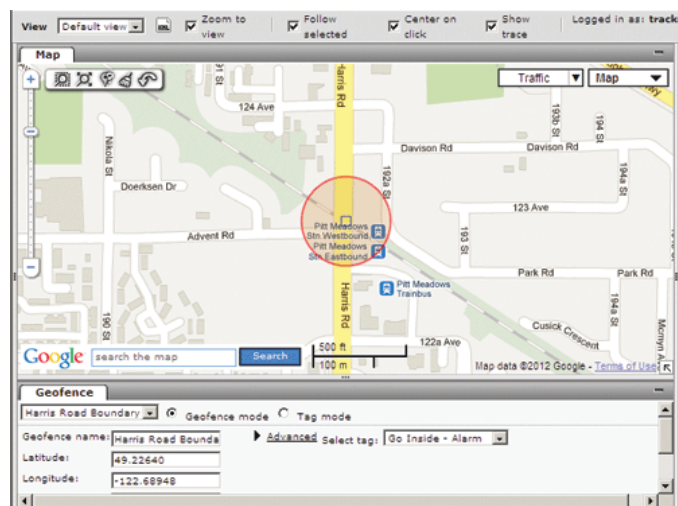 View Default view KML Zoom to view Follow selected Center on click Show trace Logged in as: track
Map
Traffic Map
124 Ave
Harris Rd
193b St
194 St
Nikola St
Davison Rd
Davison Rd
192a St
194a St
Doerksen Dr
123 Ave
Advent Rd
Pitt Meadows
Stn Westbound
Pitt Meadows
Stn Eastbound
193 St
Park Rd
Park Rd
Pitt Meadows
Trainbus
Harris Rd
190 St
194a St
Cusick Crescent
122a Ave
500 ft
100 m
Google search the map Search
Map data ©2012 Google - Terms of Use
Geofence
Harris Road Boundary Geofence mode Tag mode
Geofence name: Harris Road Bounda Advanced Select tag: Go Inside - Alarm
Latitude: 49.22640
Longitude: -122.68948